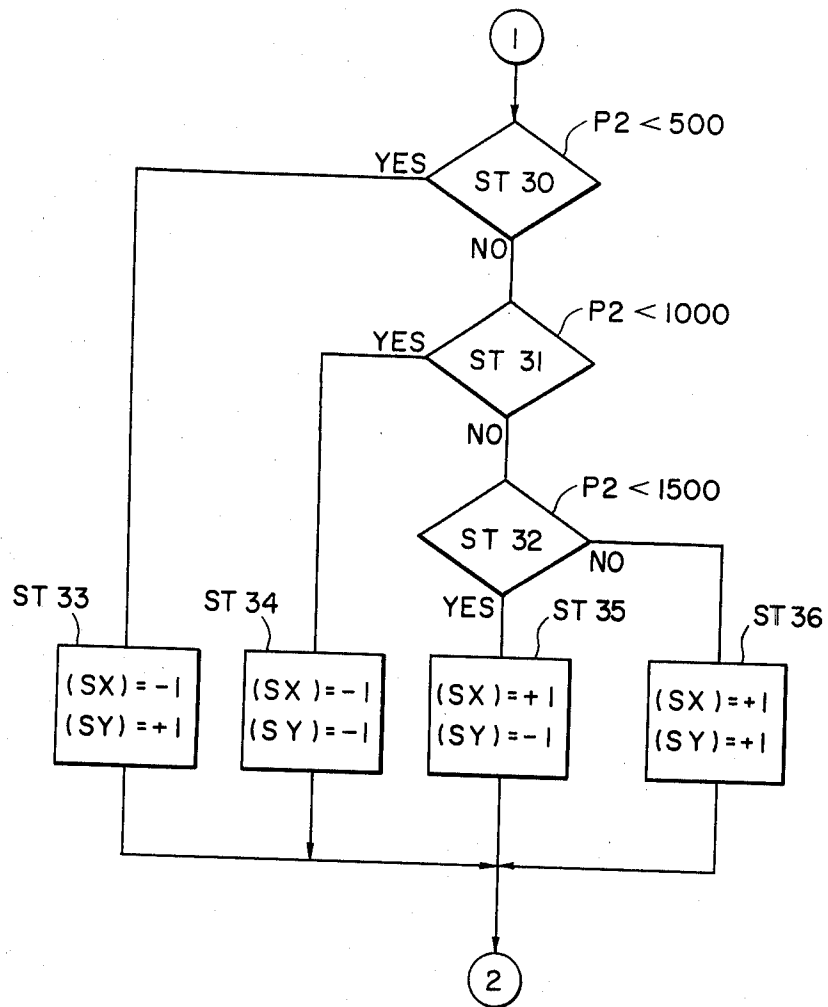 1
P2 < 500
YES
ST 30
NO
P2 < 1000
YES
ST 31
NO
P2 < 1500
ST 32
NO
YES
ST 33
ST 34
ST 35
ST 36
(SX)=-1
(SY)=+1
(SX)=-1
(SY)=-1
(SX)=+1
(SY)=-1
(SX)=+1
(SY)=+1
2